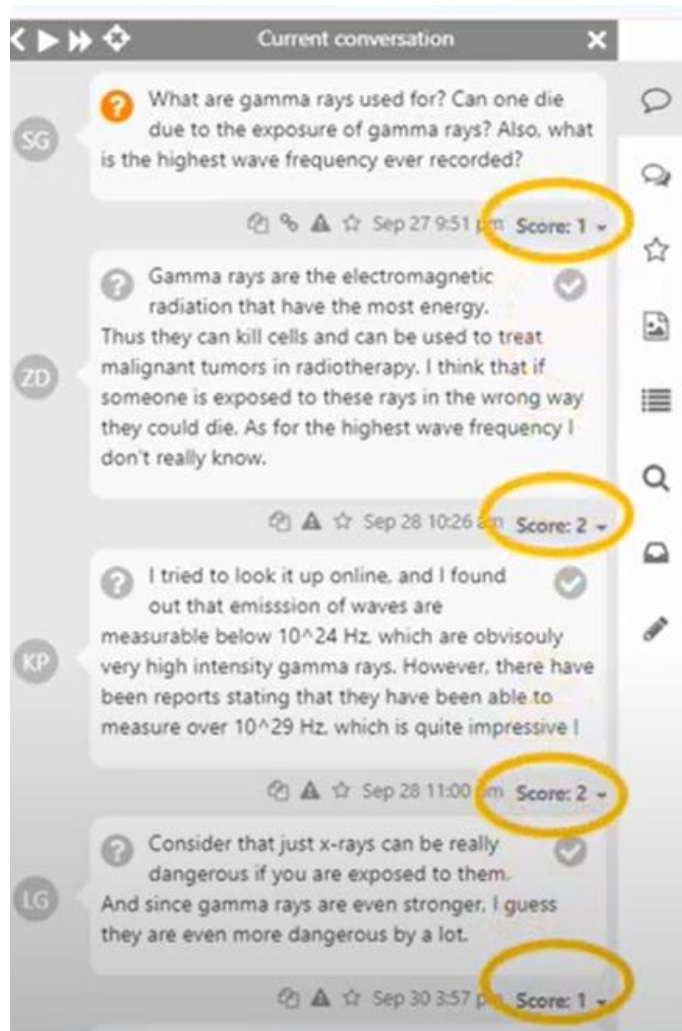 Current conversation
SG
What are gamma rays used for? Can one die
due to the exposure of gamma rays? Also, what
is the highest wave frequency ever recorded?
Sep 27 9:51 pm Score: 1
ZD
Gamma rays are the electromagnetic
radiation that have the most energy.
Thus they can kill cells and can be used to treat
malignant tumors in radiotherapy. I think that if
someone is exposed to these rays in the wrong way
they could die. As for the highest wave frequency I
don't really know.
Sep 28 10:26 am Score: 2
KP
I tried to look it up online, and I found
out that emisssion of waves are
measurable below 10^24 Hz, which are obvisouly
very high intensity gamma rays. However, there have
been reports stating that they have been able to
measure over 10^29 Hz, which is quite impressive !
Sep 28 11:00 pm Score: 2
LG
Consider that just x-rays can be really
dangerous if you are exposed to them.
And since gamma rays are even stronger, I guess
they are even more dangerous by a lot.
Sep 30 3:57 pm Score: 1